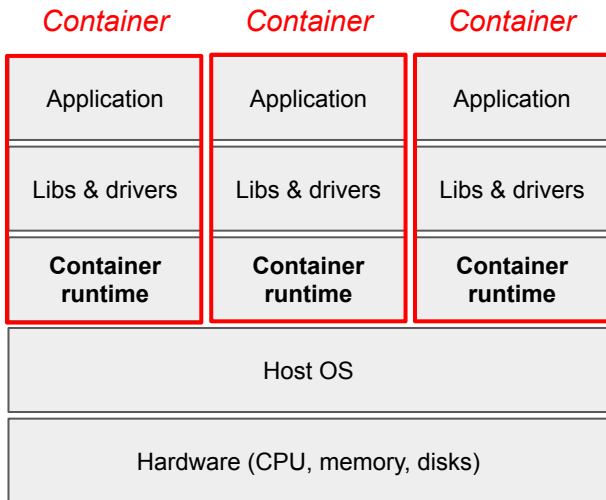 Container Container Container
Application Application Application
Libs & drivers Libs & drivers Libs & drivers
Container Container Container
runtime runtime runtime
Host OS
Hardware (CPU, memory, disks)